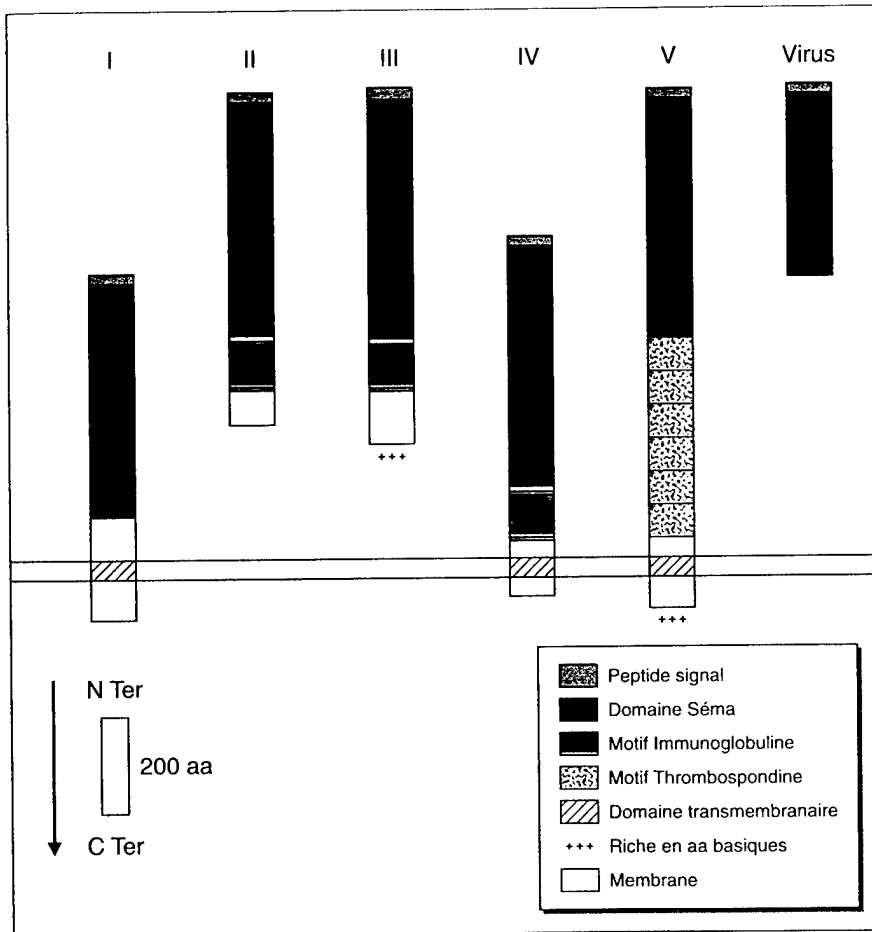 I II III IV V Virus
+++
+++
N Ter
200 aa
C Ter
Peptide signal
Domaine Séma
Motif Immunoglobuline
Motif Thrombospondine
Domaine transmembranaire
+++ Riche en aa basiques
Membrane